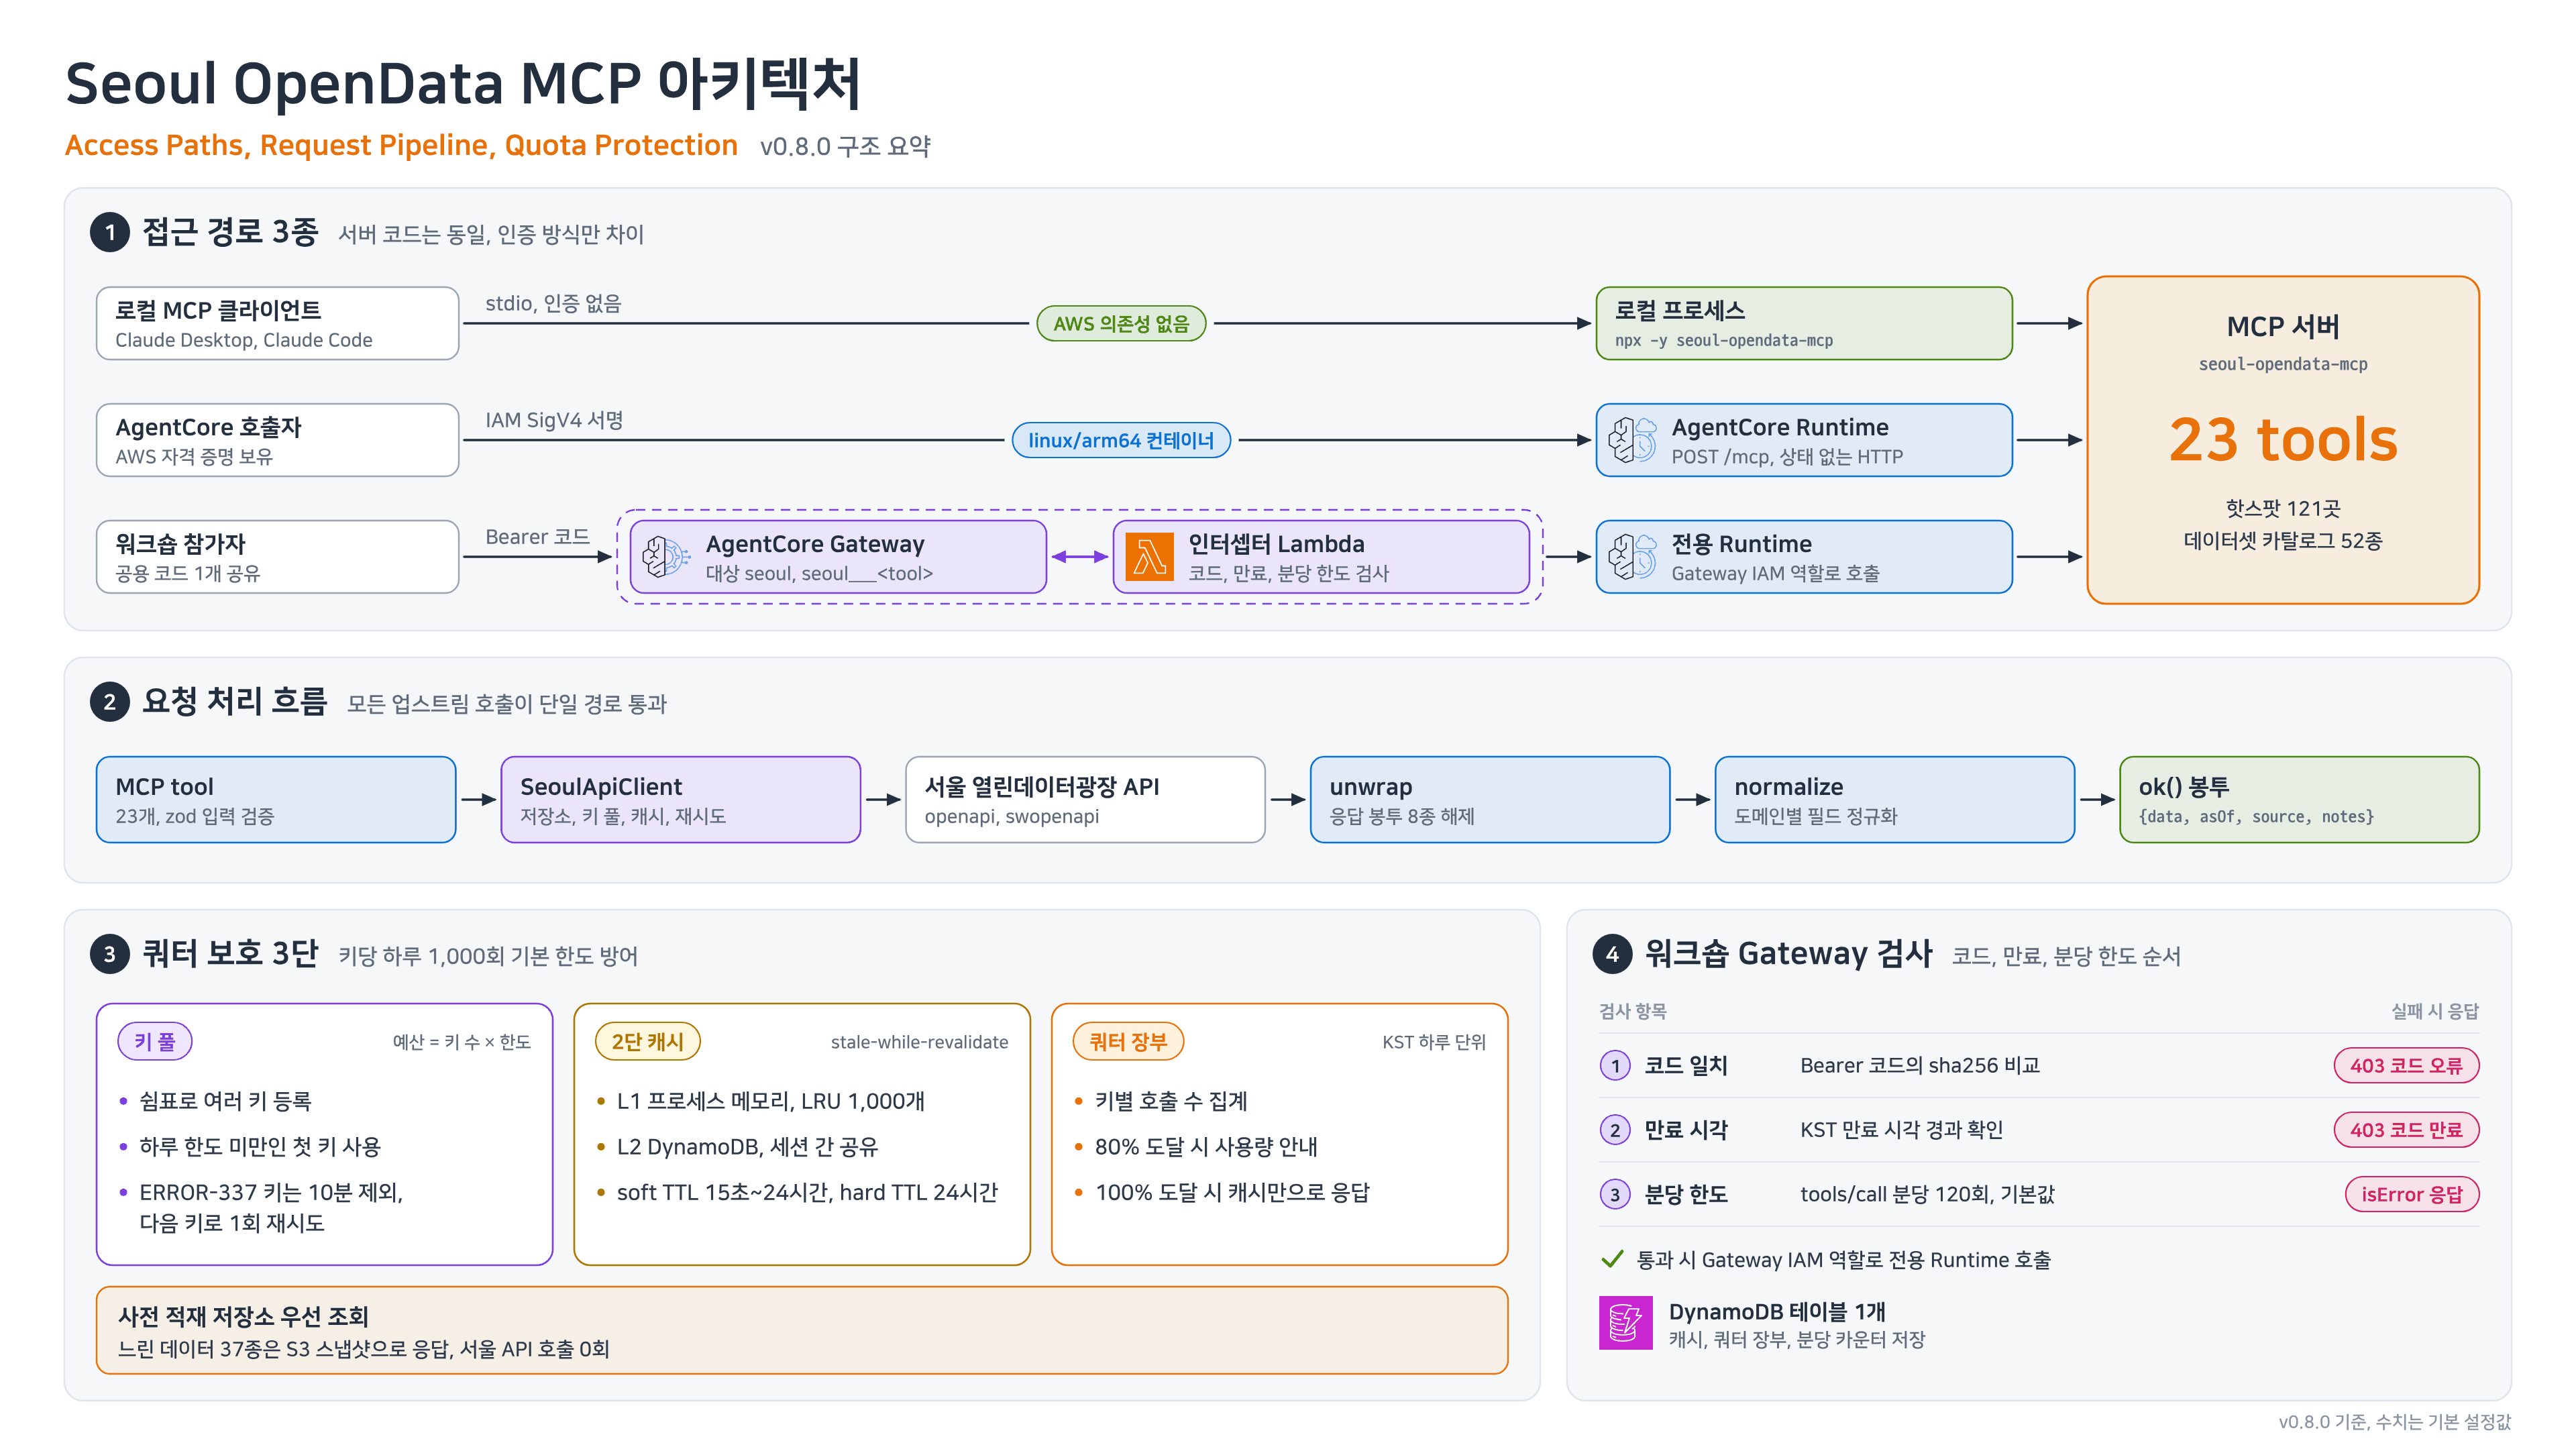 Seoul OpenData MCP 아키텍처
Access Paths, Request Pipeline, Quota Protection v0.8.0 구조 요약
1 접근 경로 3종 서버 코드는 동일, 인증 방식만 차이
로컬 MCP 클라이언트
Claude Desktop, Claude Code
stdio, 인증 없음
AWS 의존성 없음
로컬 프로세스
npx -y seoul-opendata-mcp
AgentCore 호출자
AWS 자격 증명 보유
IAM SigV4 서명
linux/arm64 컨테이너
AgentCore Runtime
POST /mcp, 상태 없는 HTTP
워크숍 참가자
공용 코드 1개 공유
Bearer 코드
AgentCore Gateway
대상 seoul, seoul___<tool>
인터셉터 Lambda
코드, 만료, 분당 한도 검사
전용 Runtime
Gateway IAM 역할로 호출
MCP 서버
seoul-opendata-mcp
23 tools
핫스팟 121곳
데이터셋 카탈로그 52종
2 요청 처리 흐름 모든 업스트림 호출이 단일 경로 통과
MCP tool
23개, zod 입력 검증
SeoulApiClient
저장소, 키 풀, 캐시, 재시도
서울 열린데이터광장 API
openapi, swopenapi
unwrap
응답 봉투 8종 해제
normalize
도메인별 필드 정규화
ok() 봉투
{data, asOf, source, notes}
3 쿼터 보호 3단 키당 하루 1,000회 기본 한도 방어
키 풀 예산 = 키 수 × 한도
• 쉼표로 여러 키 등록
• 하루 한도 미만인 첫 키 사용
• ERROR-337 키는 10분 제외,
다음 키로 1회 재시도
2단 캐시 stale-while-revalidate
• L1 프로세스 메모리, LRU 1,000개
• L2 DynamoDB, 세션 간 공유
• soft TTL 15초~24시간, hard TTL 24시간
쿼터 장부 KST 하루 단위
• 키별 호출 수 집계
• 80% 도달 시 사용량 안내
• 100% 도달 시 캐시만으로 응답
사전 적재 저장소 우선 조회
느린 데이터 37종은 S3 스냅샷으로 응답, 서울 API 호출 0회
4 워크숍 Gateway 검사 코드, 만료, 분당 한도 순서
검사 항목 실패 시 응답
1 코드 일치 Bearer 코드의 sha256 비교 403 코드 오류
2 만료 시각 KST 만료 시각 경과 확인 403 코드 만료
3 분당 한도 tools/call 분당 120회, 기본값 isError 응답
통과 시 Gateway IAM 역할로 전용 Runtime 호출
DynamoDB 테이블 1개
캐시, 쿼터 장부, 분당 카운터 저장
v0.8.0 기준, 수치는 기본 설정값